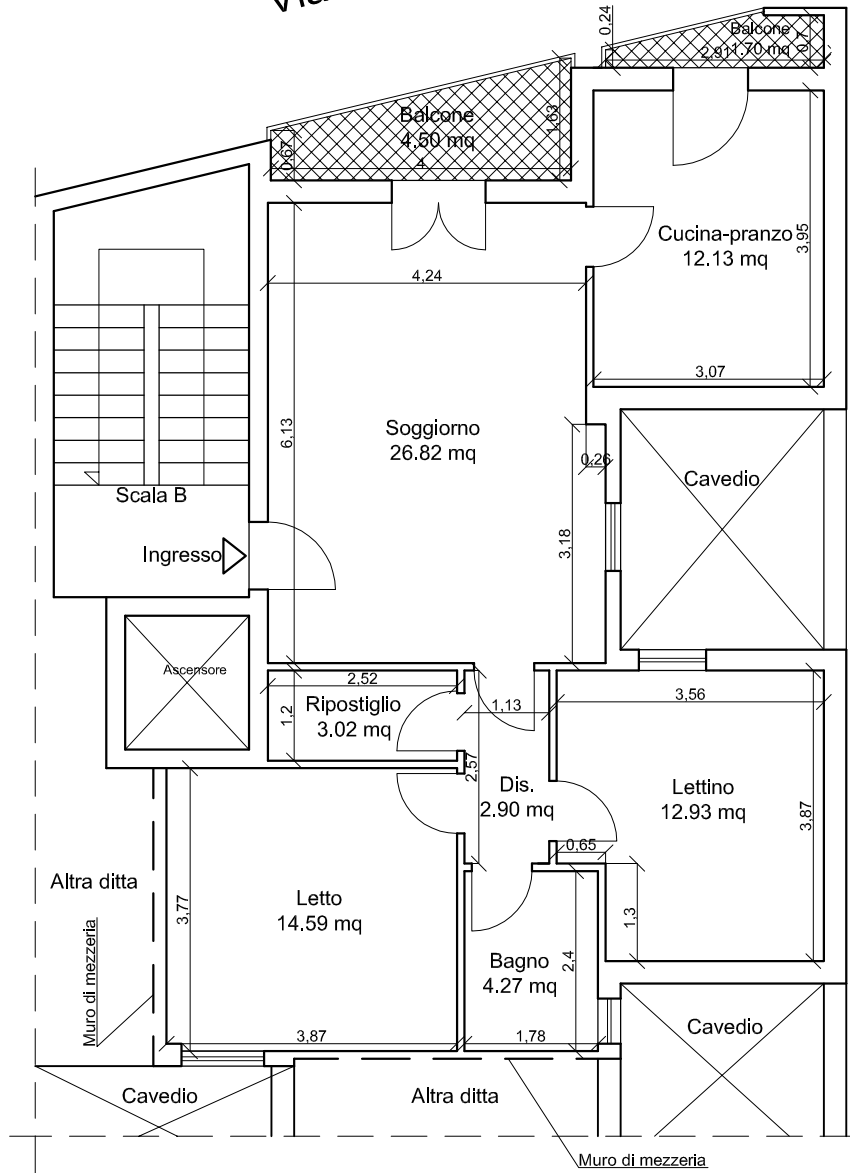 0,24
Balcone
2,91
1.70 mq
0,7
Balcone
4.50 mq
1,63
0,67
4
Cucina-pranzo
12.13 mq
3,95
4,24
3,07
6,13
Soggiorno
26.82 mq
0,26
Cavedio
Scala B
3,18
Ingresso
Ascensore
2,52
Ripostiglio
3.02 mq
1,2
1,13
3,56
2,57
Dis.
2.90 mq
Lettino
12.93 mq
3,87
0,65
Altra ditta
Letto
14.59 mq
3,77
1,3
Bagno
4.27 mq
2,4
Muro di mezzeria
3,87
1,78
Cavedio
Cavedio
Altra ditta
Muro di mezzeria